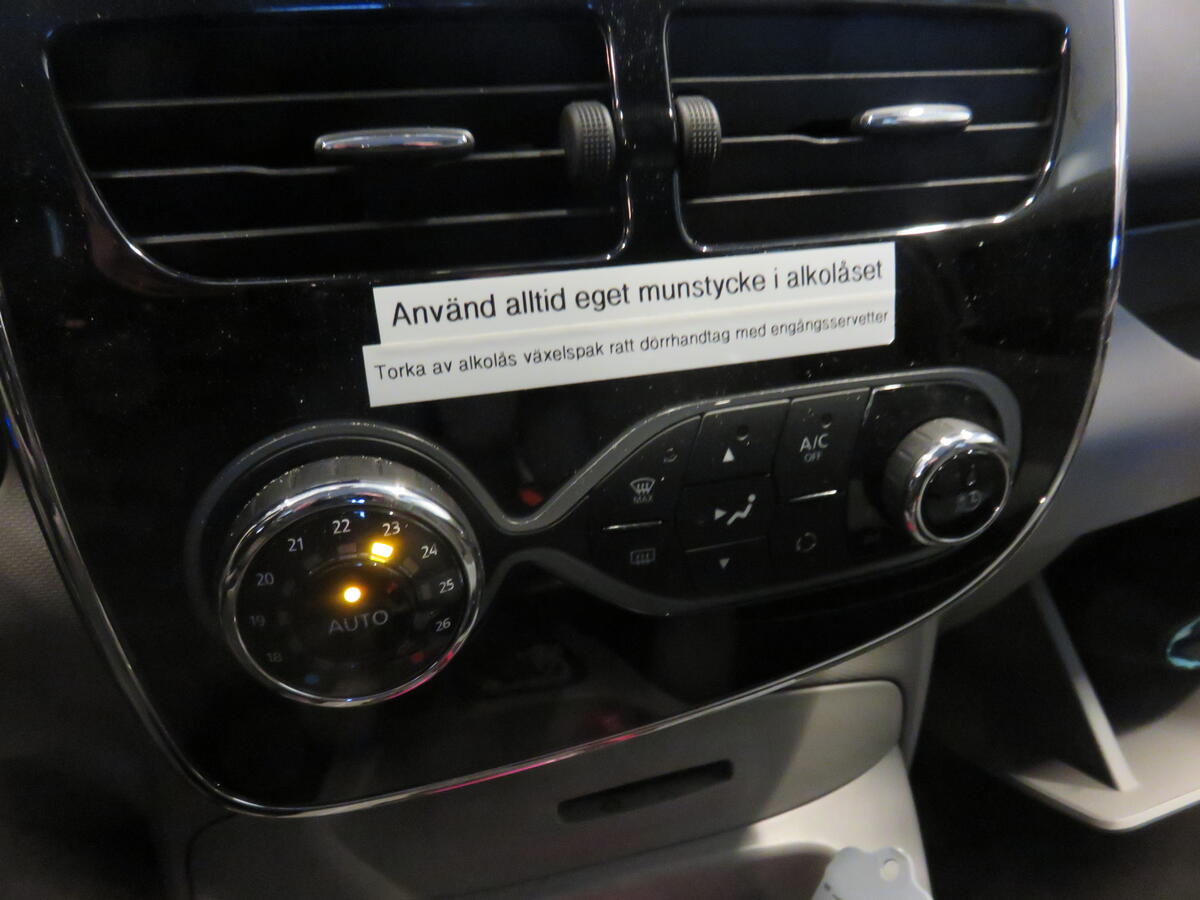 Använd alltid eget munstycke i alkolåset
Torka av alkolås växelspak ratt dörrhandtag med engångsservetter
A/C
OFF
MAX
18 19 20 21 22 23 24 25 26
AUTO